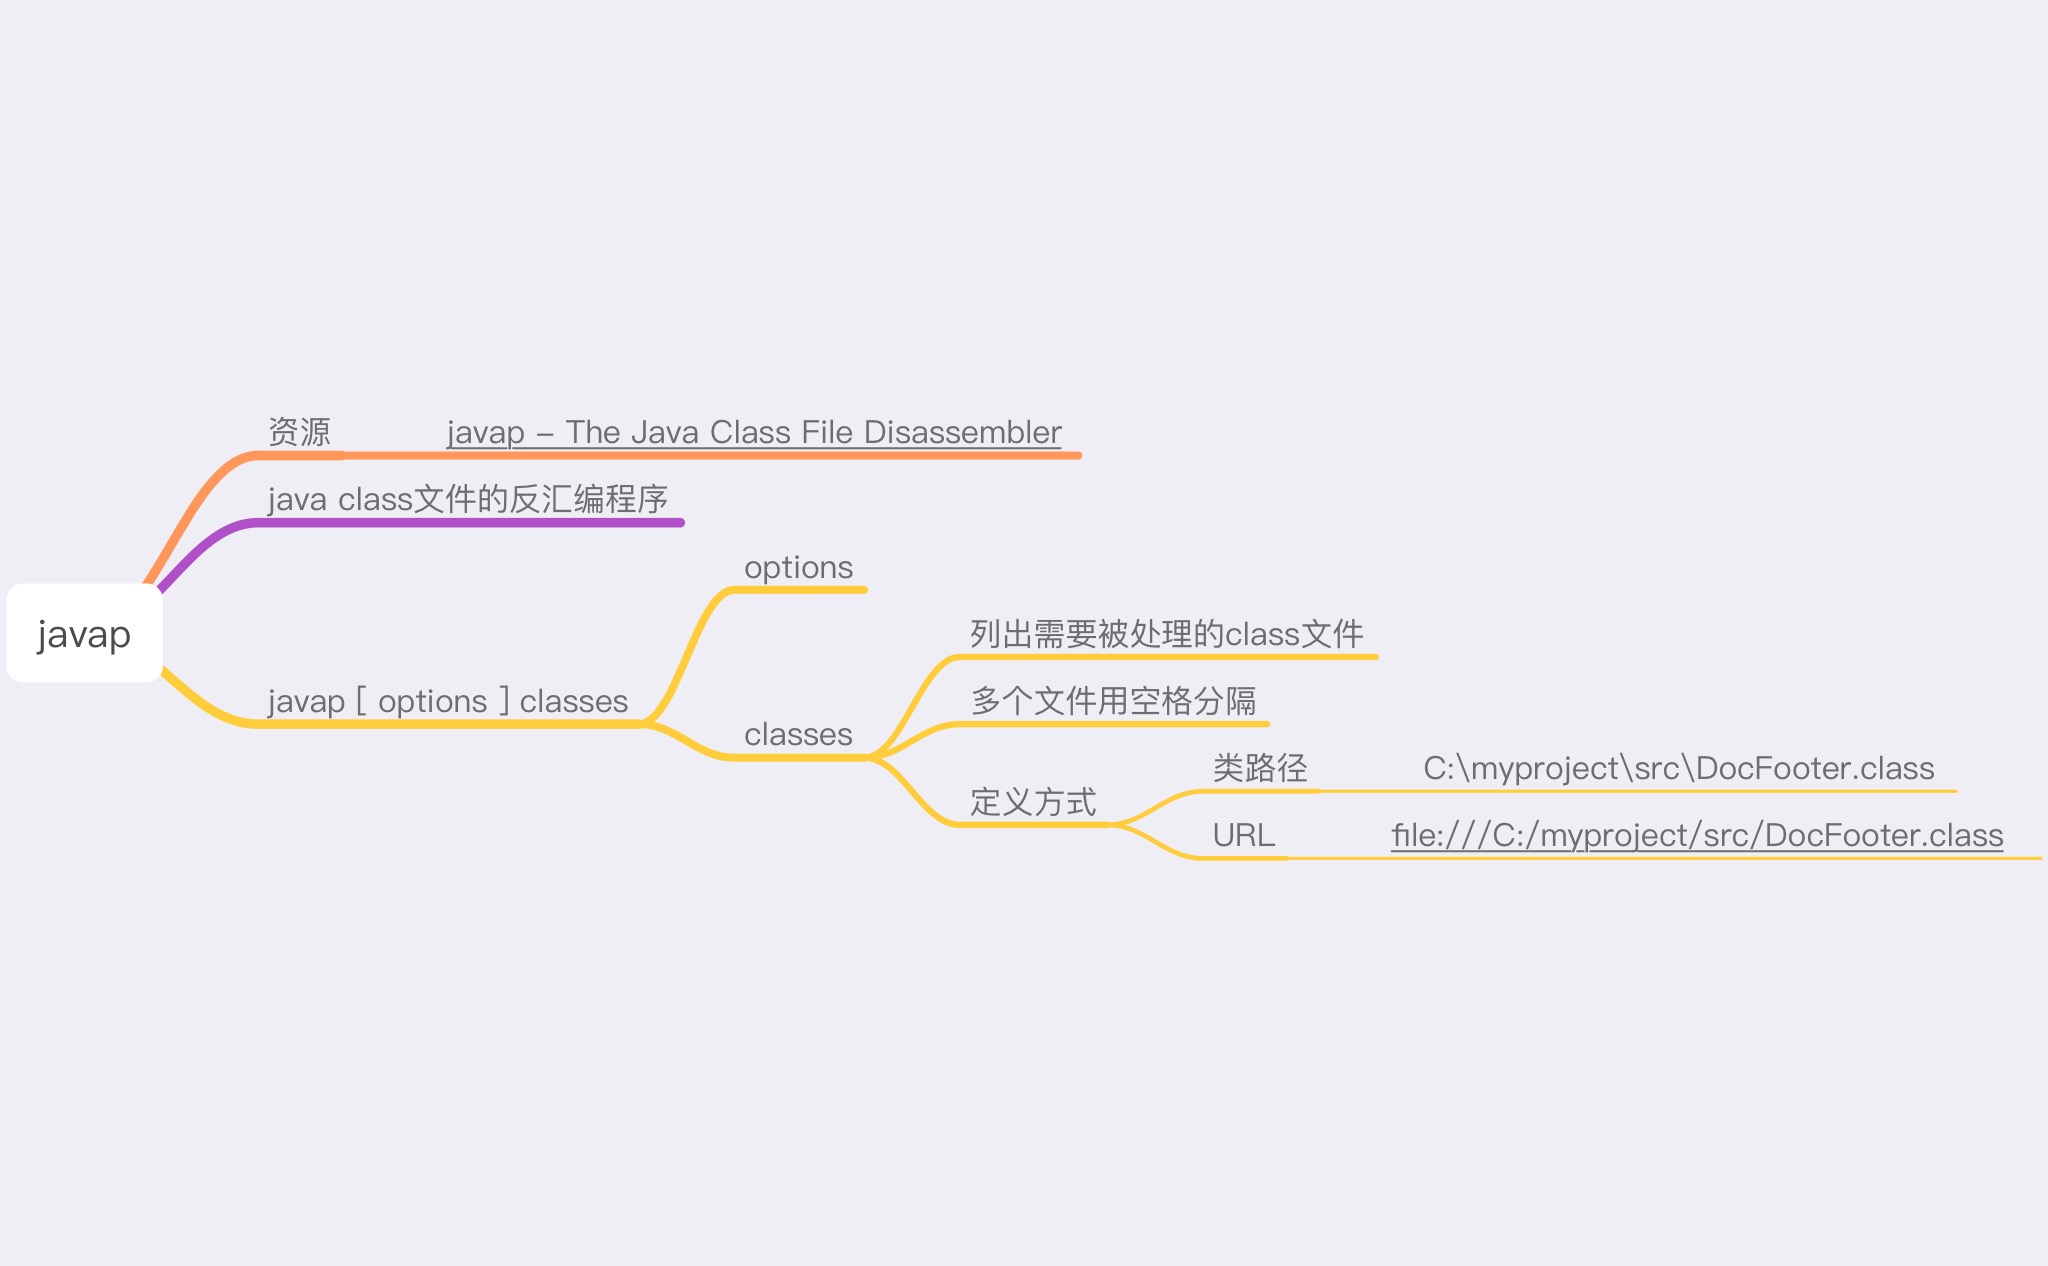 资源
javap – The Java Class File Disassembler
java class文件的反汇编程序
javap
javap [ options ] classes
options
classes
列出需要被处理的class文件
多个文件用空格分隔
定义方式
类路径
C:\myproject\src\DocFooter.class
URL
file:///C:/myproject/src/DocFooter.class